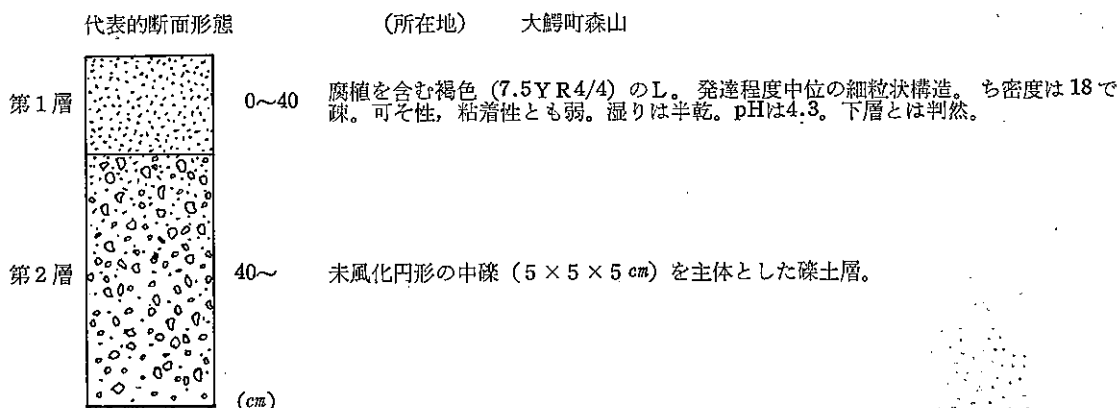 代表的断面形態 (所在地) 大鰐町森山
第1層 0〜40 腐植を含む褐色 (7.5YR4/4) のL。発達程度中位の細粒状構造。ち密度は18で
疎。可そ性,粘着性とも弱。湿りは半乾。pHは4.3。下層とは判然。
第2層 40〜 未風化円形の中礫 (5×5×5cm) を主体とした礫土層。
(cm)